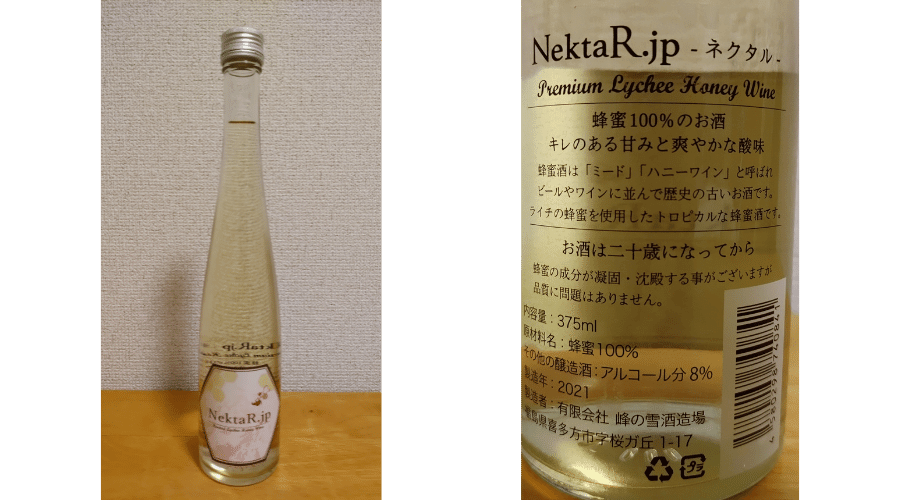 NektaR.jp
NektaR.jp - ネクタル -
Premium Lychee Honey Wine
蜂蜜100%のお酒
キレのある甘みと爽やかな酸味
蜂蜜酒は「ミード」「ハニーワイン」と呼ばれ
ビールやワインに並んで歴史の古いお酒です。
ライチの蜂蜜を使用したトロピカルな蜂蜜酒です。
お酒は二十歳になってから
蜂蜜の成分が凝固・沈殿する事がございますが
品質に問題はありません。
内容量：375ml
原材料名：蜂蜜100%
その他の醸造酒：アルコール分 8%
製造年：2021
製造者：有限会社 峰の雪酒造場
島県喜多方市字桜ガ丘 1-17
4 580298 740841
プラ